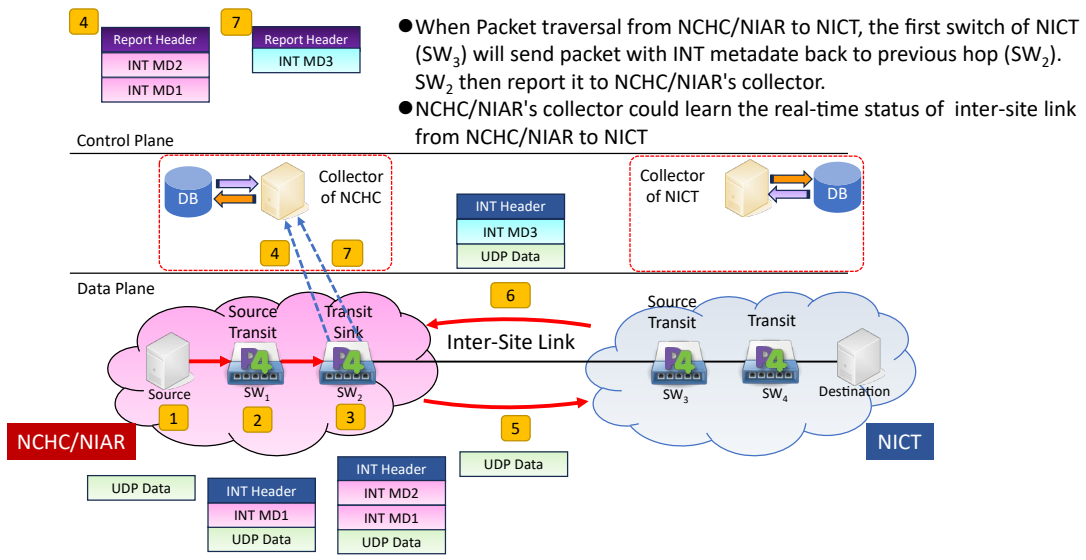 4
7
Report Header
INT MD2
INT MD1
Report Header
INT MD3
●When Packet traversal from NCHC/NIAR to NICT, the first switch of NICT
(SW3) will send packet with INT metadate back to previous hop (SW2).
SW2 then report it to NCHC/NIAR's collector.
●NCHC/NIAR's collector could learn the real-time status of inter-site link
from NCHC/NIAR to NICT
Control Plane
DB
Collector
of NCHC
Collector
of NICT
DB
INT Header
INT MD3
UDP Data
4
7
Data Plane
6
Source
Transit
Transit
Sink
Inter-Site Link
Source
Transit
Transit
P4
P4
P4
P4
Source
SW1
SW2
SW3
SW4
Destination
1
2
3
5
NCHC/NIAR
NICT
UDP Data
INT Header
INT MD1
UDP Data
INT Header
INT MD2
INT MD1
UDP Data
UDP Data